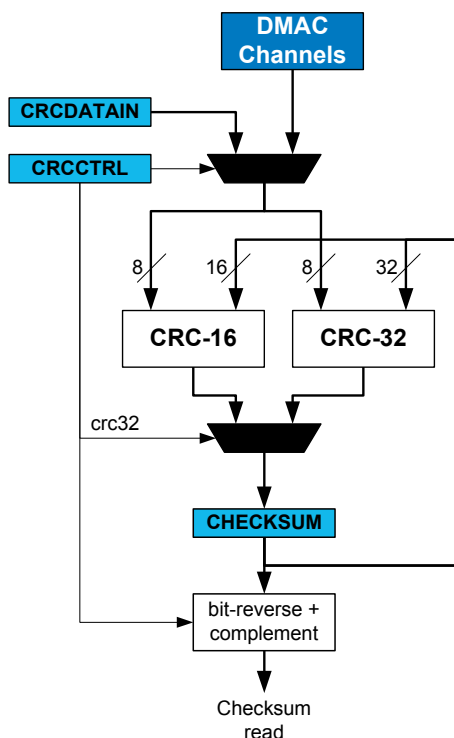 DMAC
Channels
CRCDATAIN
CRCCTRL
8
16
8
32
CRC-16
CRC-32
crc32
CHECKSUM
bit-reverse +
complement
Checksum
read